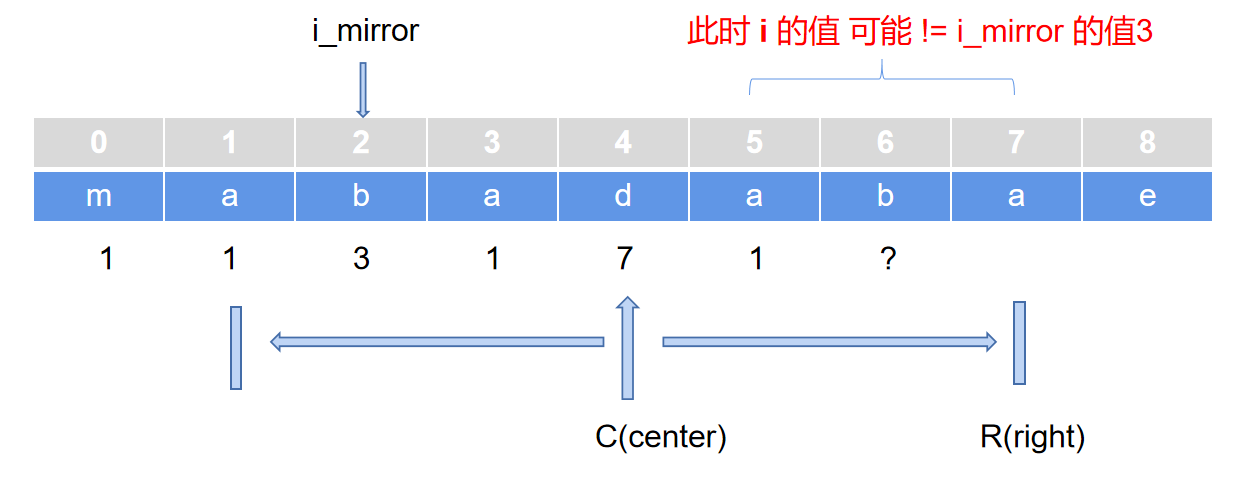 i_mirror
此时 i 的值 可能 != i_mirror 的值3
0 1 2 3 4 5 6 7 8
m a b a d a b a e
1 1 3 1 7 1 ?
C(center) R(right)